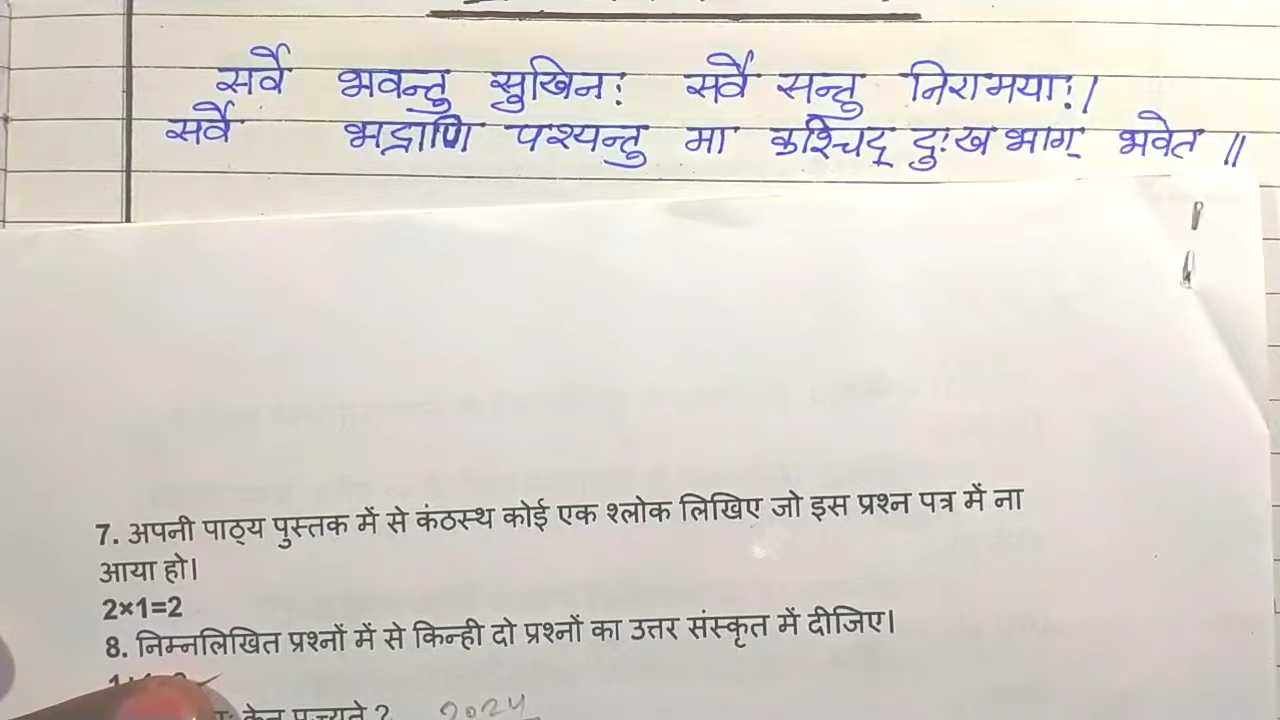 सर्वे भवन्तु सुखिनः सर्वे सन्तु निरामयाः।
सर्वे भद्राणि पश्यन्तु मा कश्चिद् दुःख भाग् भवेत ॥
7. अपनी पाठ्य पुस्तक में से कंठस्थ कोई एक श्लोक लिखिए जो इस प्रश्न पत्र में ना
आया हो।
2×1=2
8. निम्नलिखित प्रश्नों में से किन्ही दो प्रश्नों का उत्तर संस्कृत में दीजिए।
केन पूज्यते ? 2024